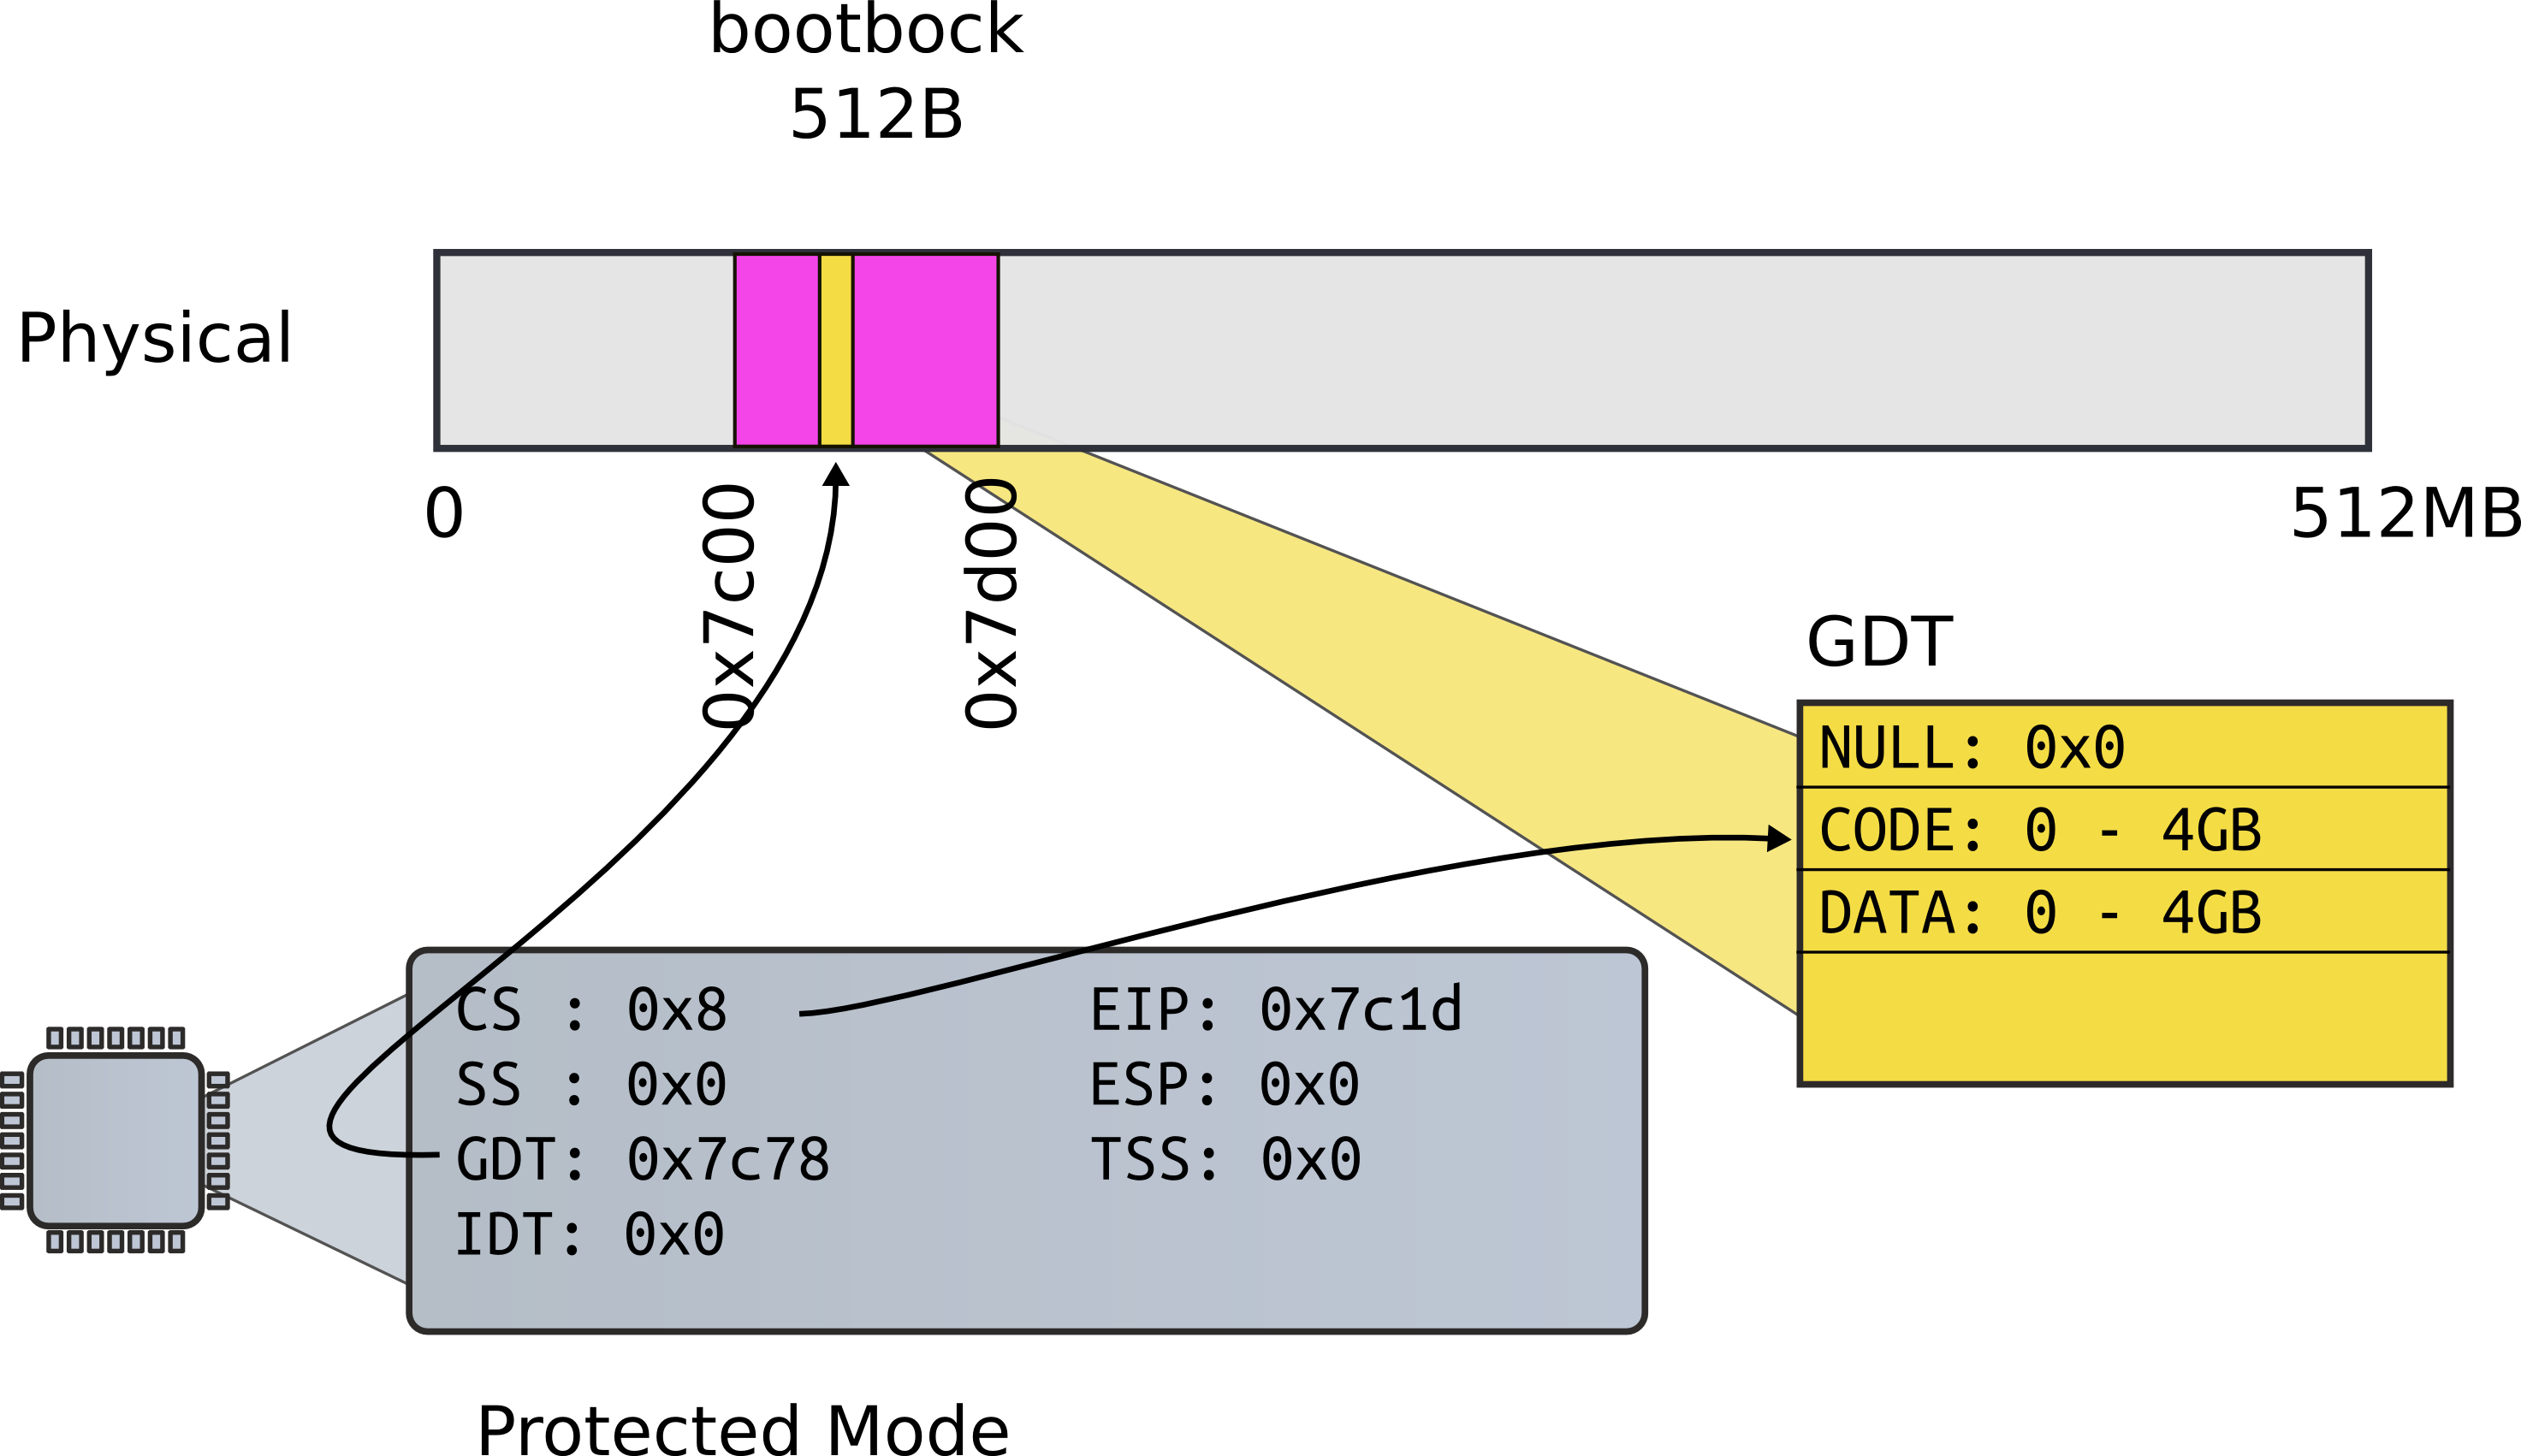 bootbock
512B
Physical
0
0x7c00
0x7d00
512MB
GDT
NULL: 0x0
CODE: 0 - 4GB
DATA: 0 - 4GB
CS : 0x8
EIP: 0x7c1d
SS : 0x0
ESP: 0x0
GDT: 0x7c78
TSS: 0x0
IDT: 0x0
Protected Mode